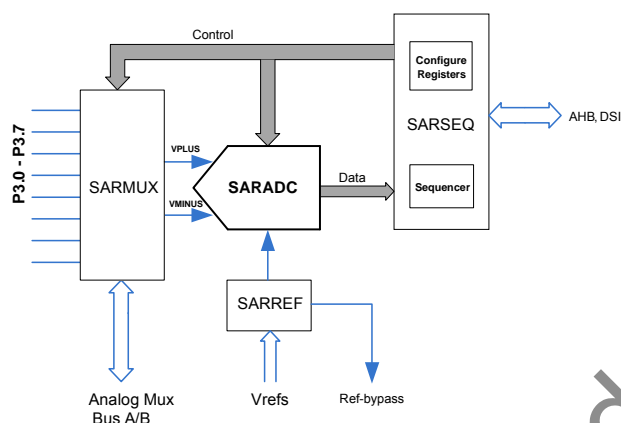 Control
Configure
Registers
SARSEQ
AHB, DSI
P3.0 - P3.7
SARMUX
VPLUS
VMINUS
SARADC
Data
Sequencer
SARREF
Analog Mux
Bus A/B
Vrefs
Ref-bypass